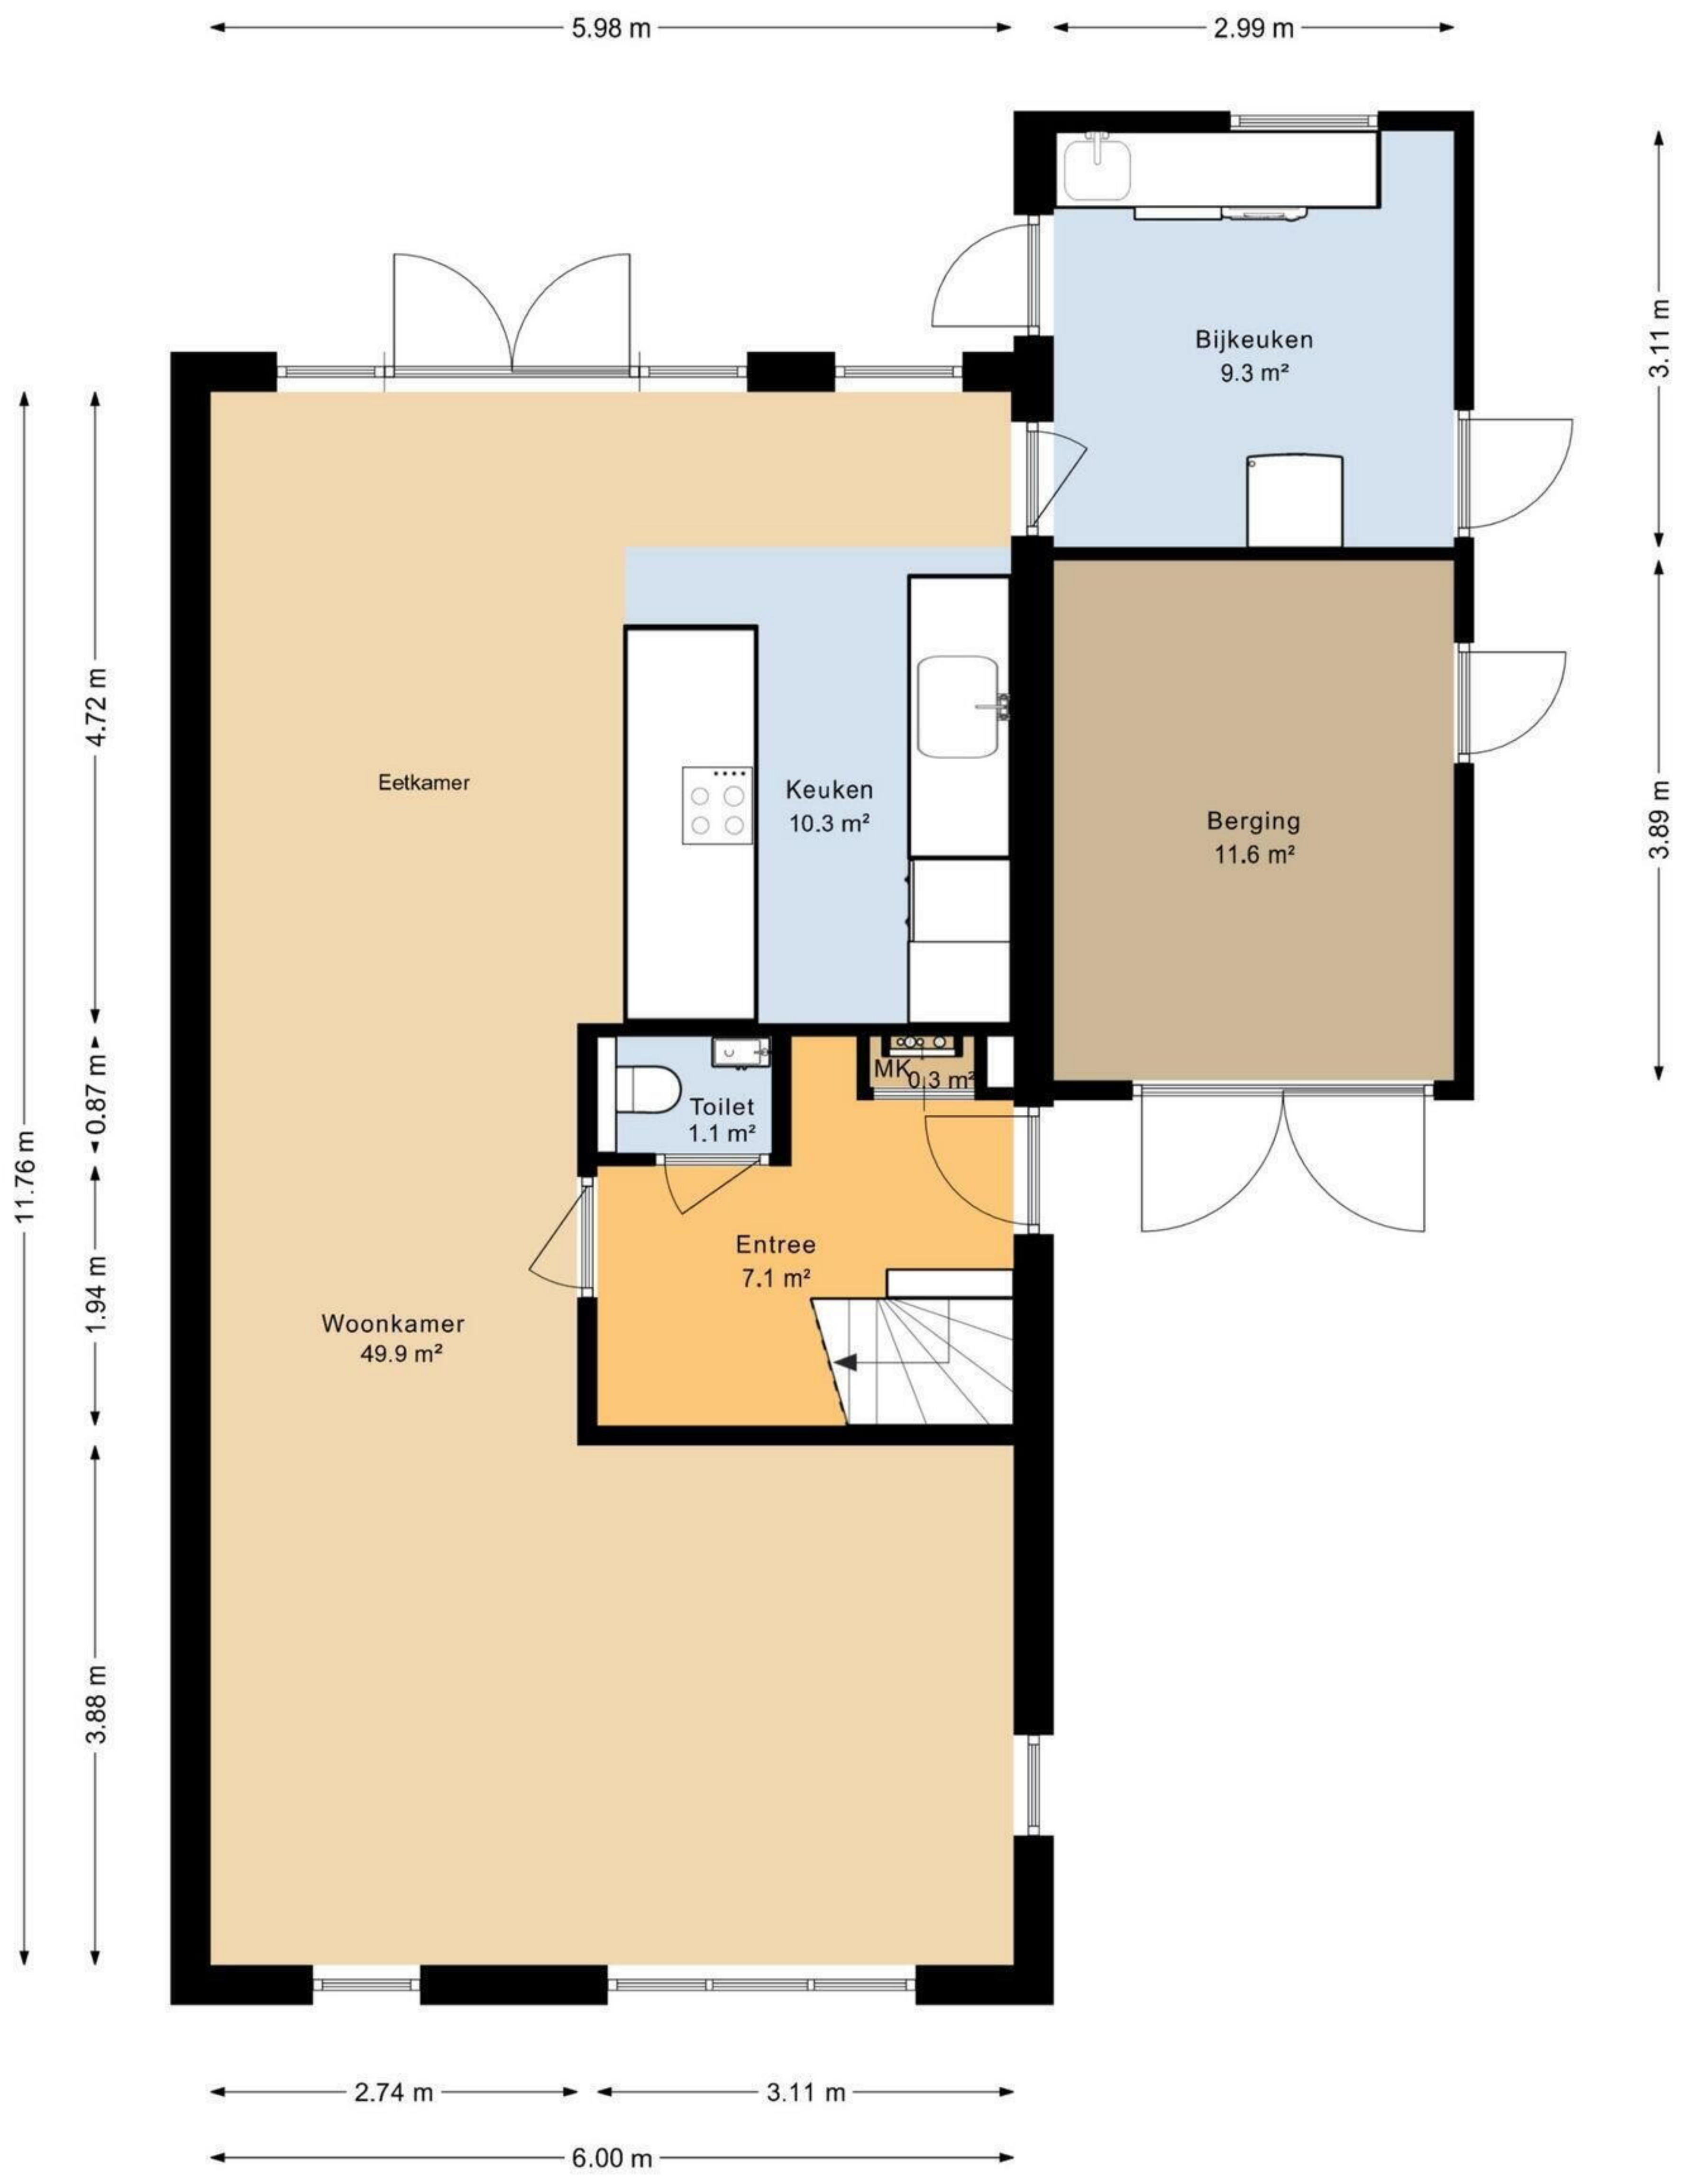 5.98 m
2.99 m
Bijkeuken
9.3 m²
3.11 m
4.72 m
Eetkamer
Keuken
10.3 m²
Berging
11.6 m²
3.89 m
MK
0.3 m²
0.87 m
Toilet
1.1 m²
11.76 m
Entree
7.1 m²
1.94 m
Woonkamer
49.9 m²
3.88 m
2.74 m
3.11 m
6.00 m